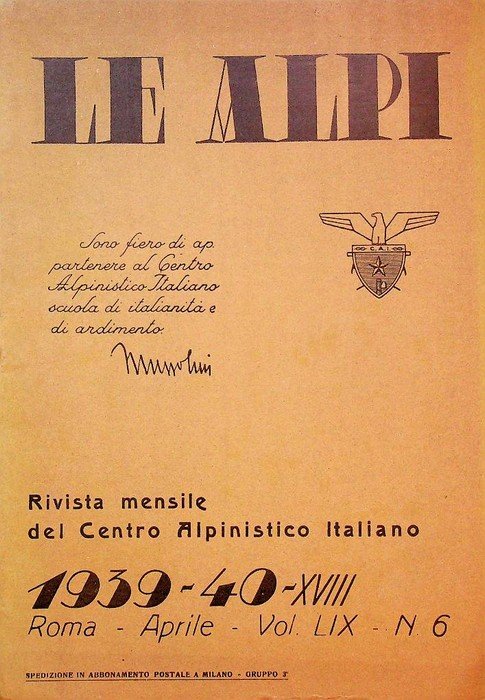 LE ALPI
Sono fiero di ap
partenere al Centro
Alpinistico Italiano
scuola di italianità e
di ardimento.
Mussolini
C.A.I.
Rivista mensile
del Centro Alpinistico Italiano
1939-40-XVIII
Roma - Aprile - Vol. LIX - N. 6
SPEDIZIONE IN ABBONAMENTO POSTALE A MILANO - GRUPPO 3°